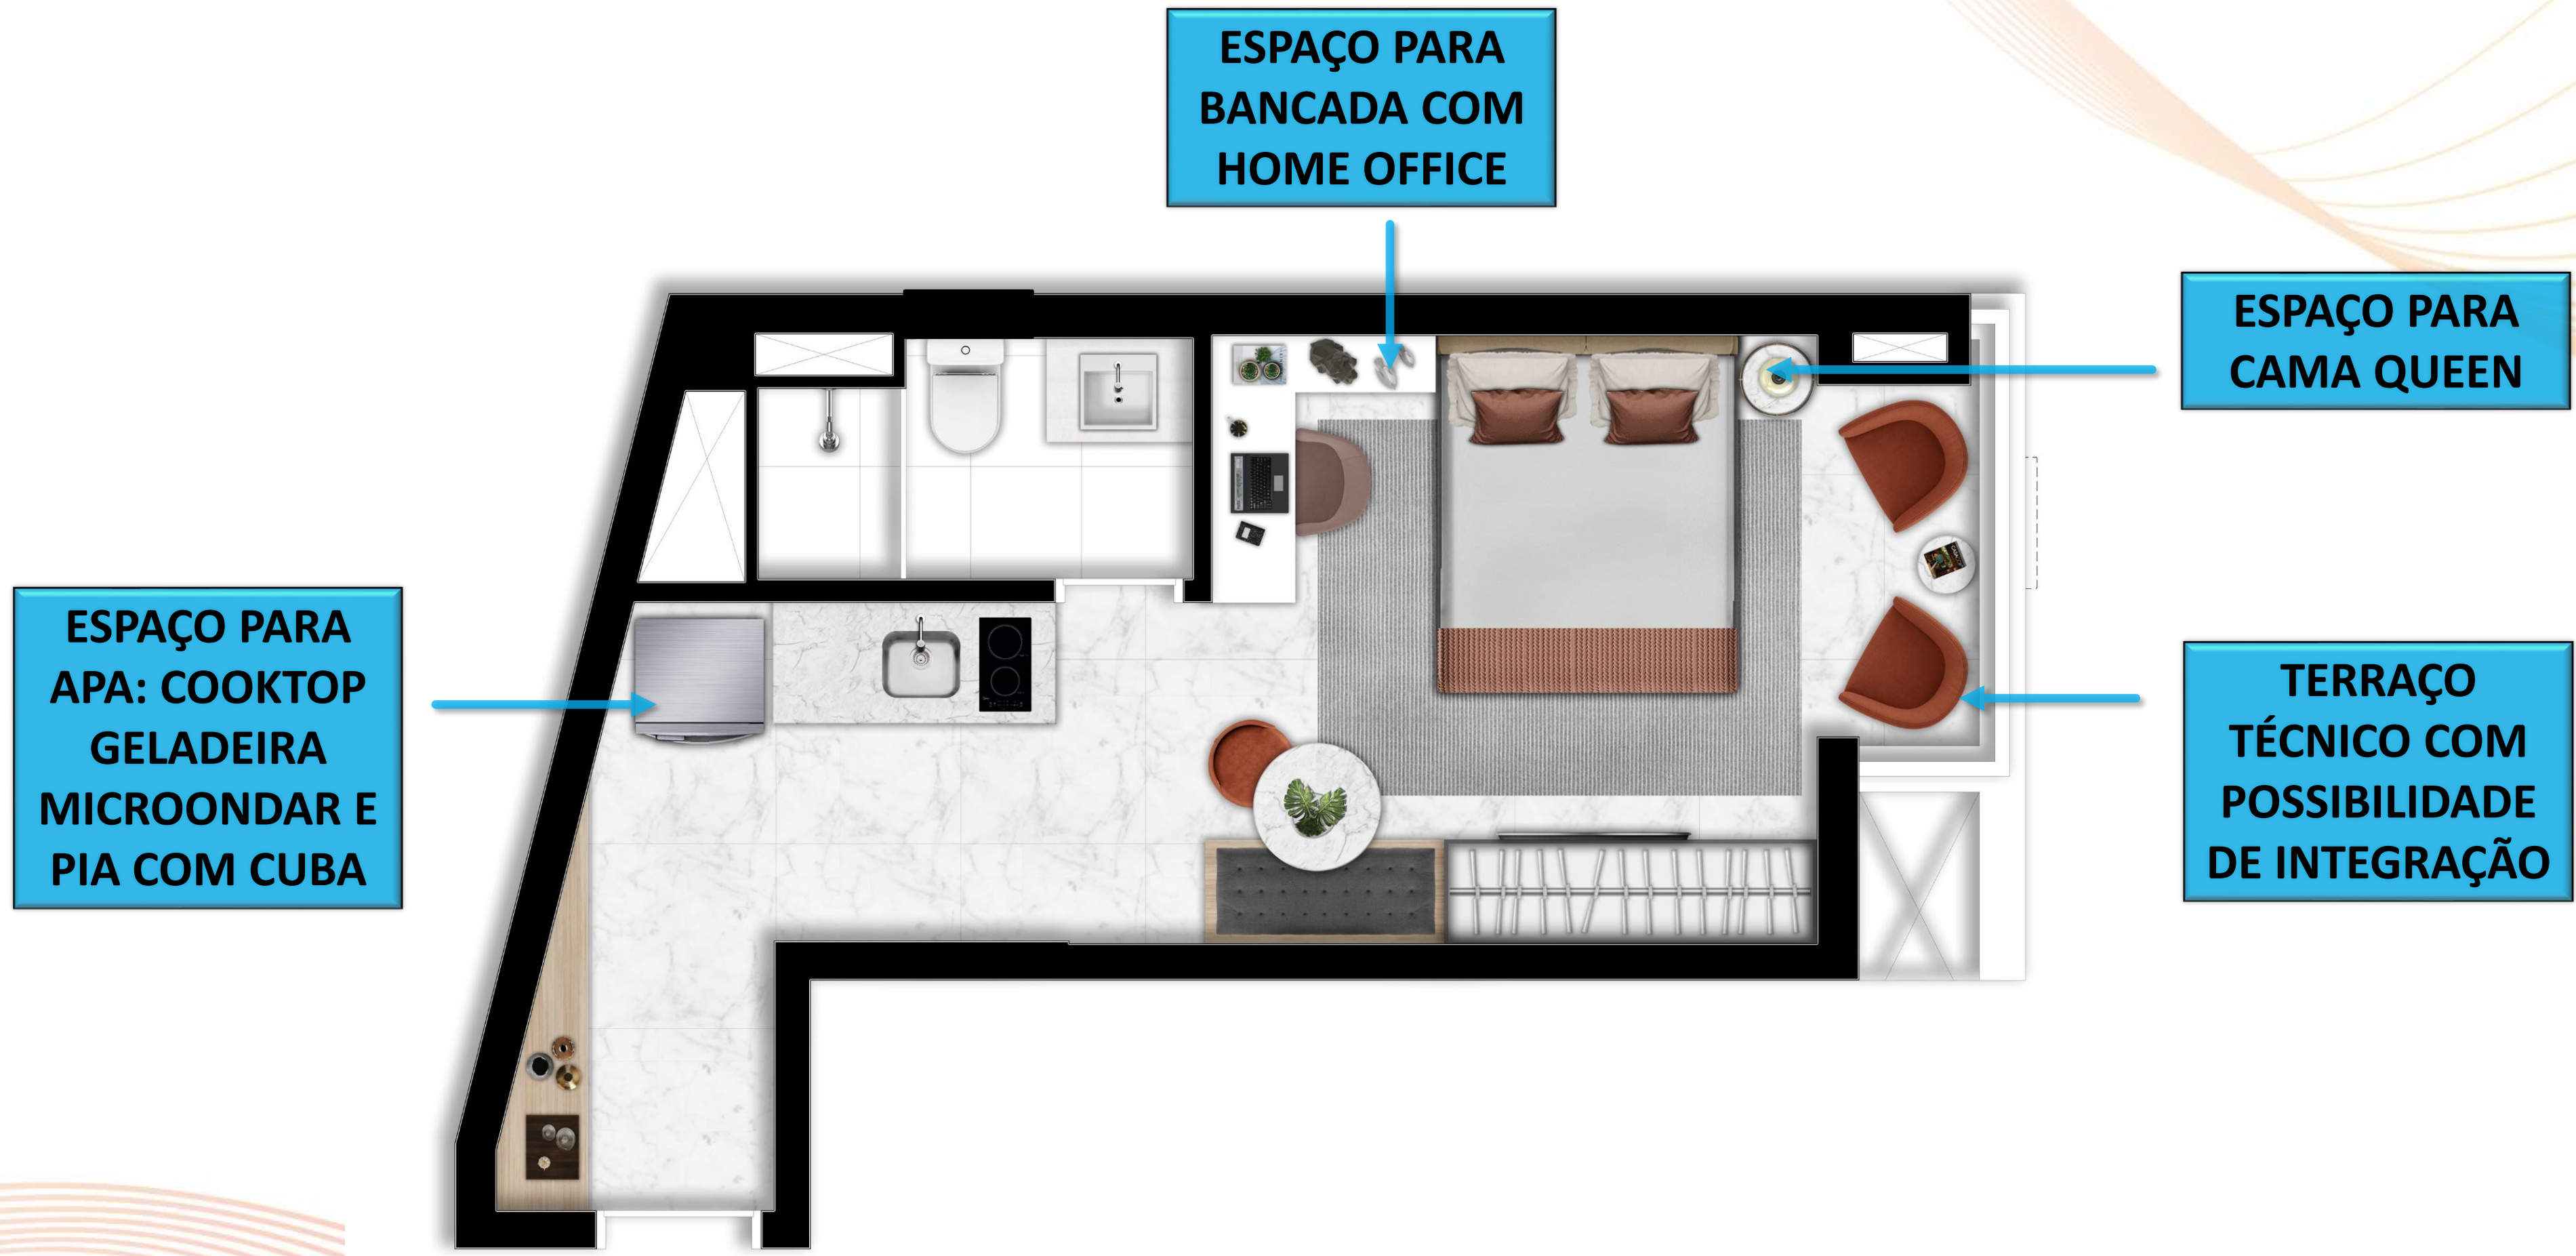 ESPAÇO PARA
BANCADA COM
HOME OFFICE
ESPAÇO PARA
CAMA QUEEN
ESPAÇO PARA
APA: COOKTOP
GELADEIRA
MICROONDAR E
PIA COM CUBA
TERRAÇO
TÉCNICO COM
POSSIBILIDADE
DE INTEGRAÇÃO